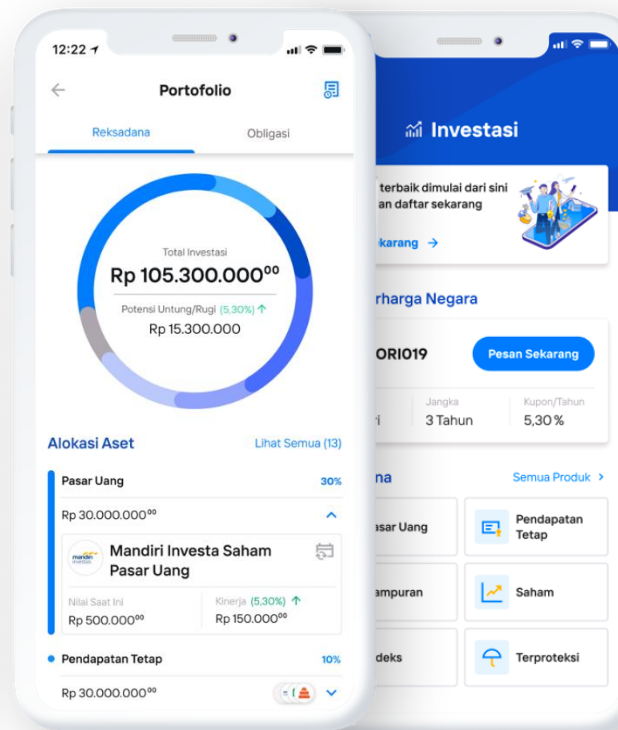 12:22
Portofolio
Reksadana
Obligasi
Total Investasi
Rp 105.300.000⁰⁰
Potensi Untung/Rugi (5,30%) ↑
Rp 15.300.000
Alokasi Aset
Lihat Semua (13)
Pasar Uang
30%
Rp 30.000.000⁰⁰
mandiri
investasi
Mandiri Investa Saham
Pasar Uang
Nilai Saat Ini
Rp 500.000⁰⁰
Kinerja (5,30%) ↑
Rp 150.000⁰⁰
Pendapatan Tetap
10%
Rp 30.000.000⁰⁰
Investasi
terbaik dimulai dari sini
an daftar sekarang
karang →
rharga Negara
ORI019
Pesan Sekarang
Jangka
3 Tahun
Kupon/Tahun
5,30 %
na
Semua Produk >
asar Uang
Pendapatan
Tetap
ampuran
Saham
deks
Terproteksi